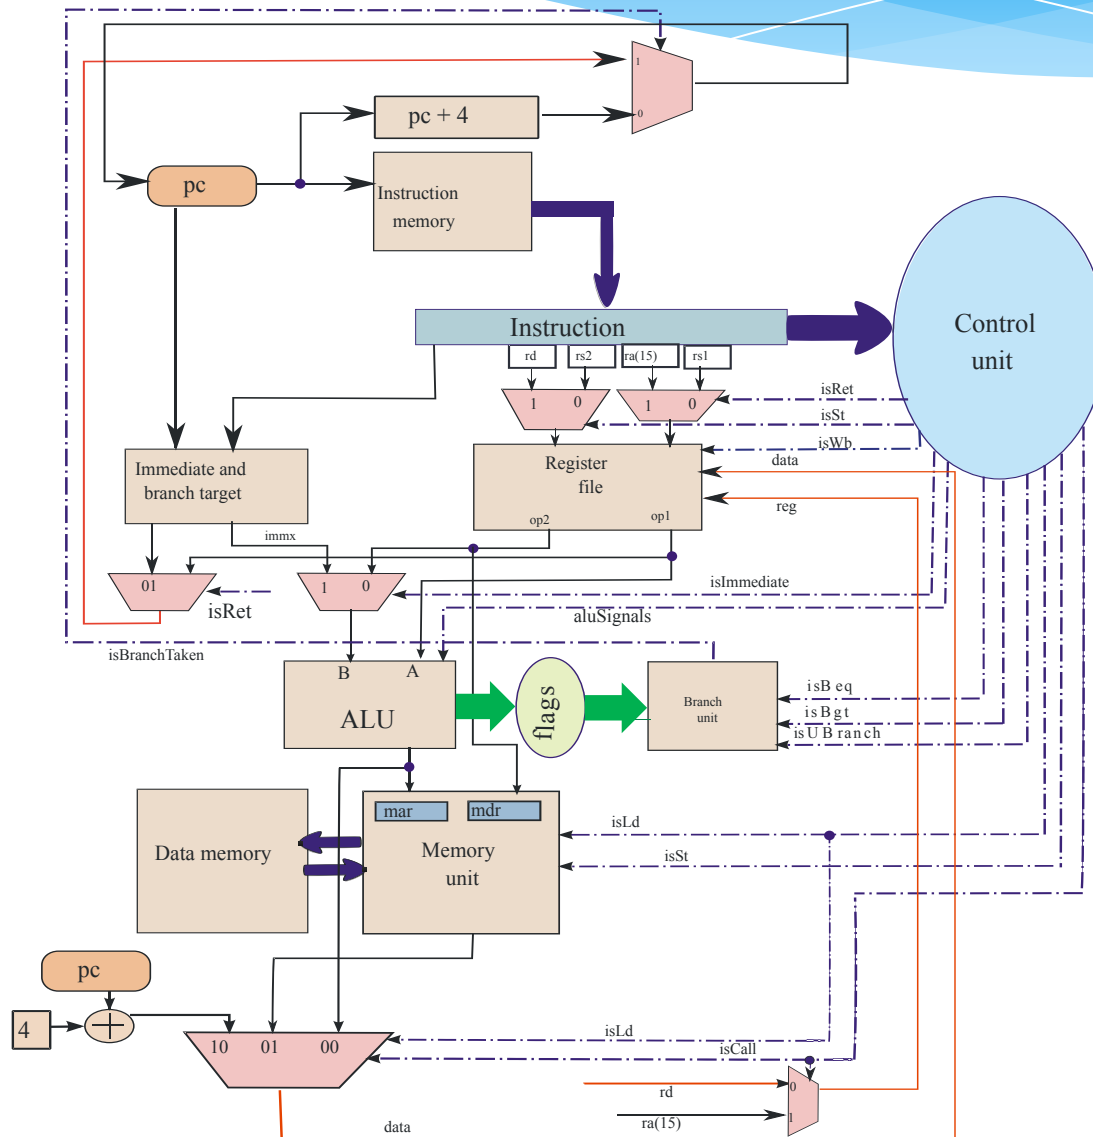 1
pc + 4
0
pc
Instruction
memory
Control
unit
Instruction
rd
rs2
ra(15)
rs1
1
0
1
0
isRet
isSt
isWb
Immediate and
branch target
Register
file
data
op2
op1
reg
immx
01
1
0
isImmediate
isRet
aluSignals
isBranchTaken
B
A
ALU
flags
Branch
unit
isBeq
isBgt
isUBranch
mar
mdr
isLd
Data memory
Memory
unit
isSt
pc
4
10
01
00
isLd
isCall
rd
0
ra(15)
1
data